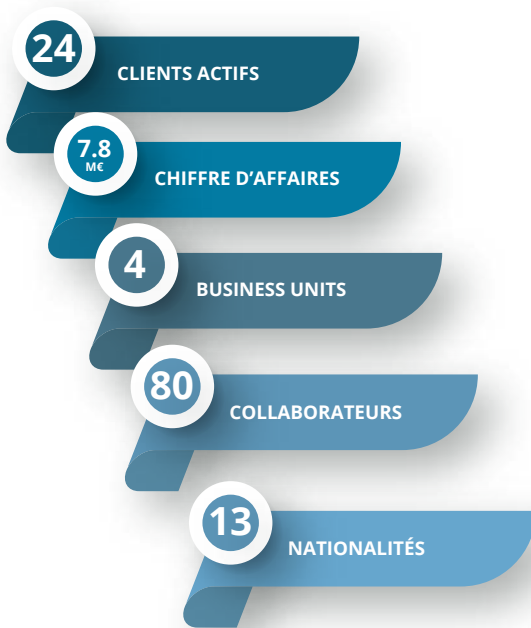 24
CLIENTS ACTIFS
7.8
M€
CHIFFRE D'AFFAIRES
4
BUSINESS UNITS
80
COLLABORATEURS
13
NATIONALITÉS